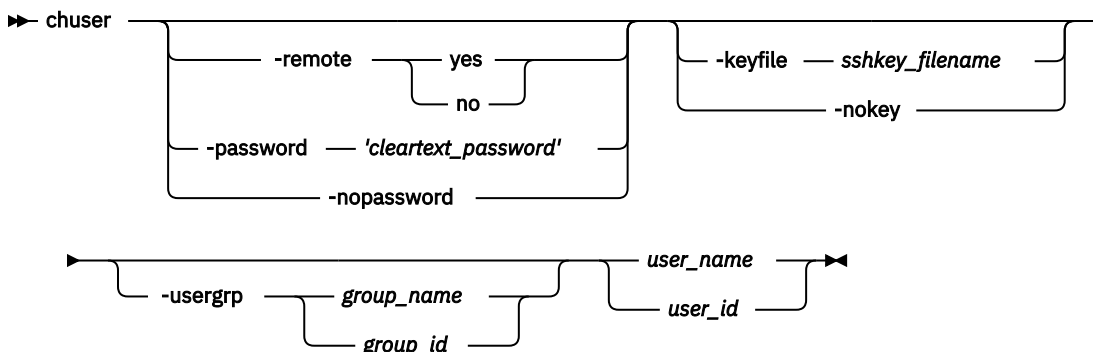 chuser
-remote yes
no
-password 'cleartext_password'
-nopassword
-keyfile sshkey_filename
-nokey
-usergrp group_name
group_id
user_name
user_id